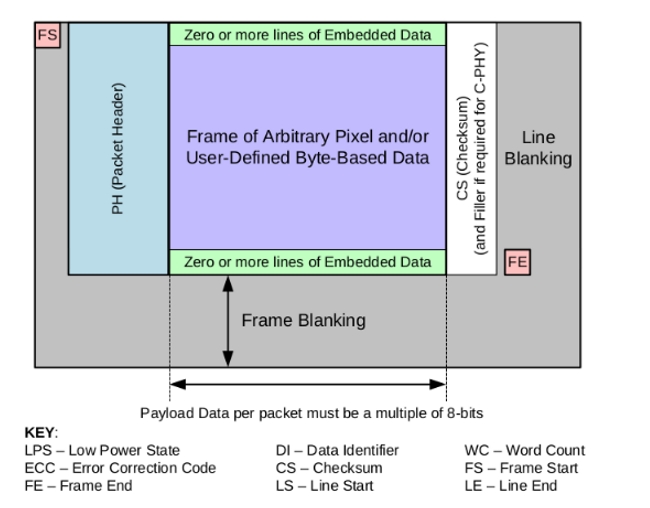 FS
Zero or more lines of Embedded Data
PH (Packet Header)
Frame of Arbitrary Pixel and/or
User-Defined Byte-Based Data
CS (Checksum)
(and Filler if required for C-PHY)
Line
Blanking
Zero or more lines of Embedded Data
FE
Frame Blanking
Payload Data per packet must be a multiple of 8-bits
KEY:
LPS – Low Power State DI – Data Identifier WC – Word Count
ECC – Error Correction Code CS – Checksum FS – Frame Start
FE – Frame End LS – Line Start LE – Line End